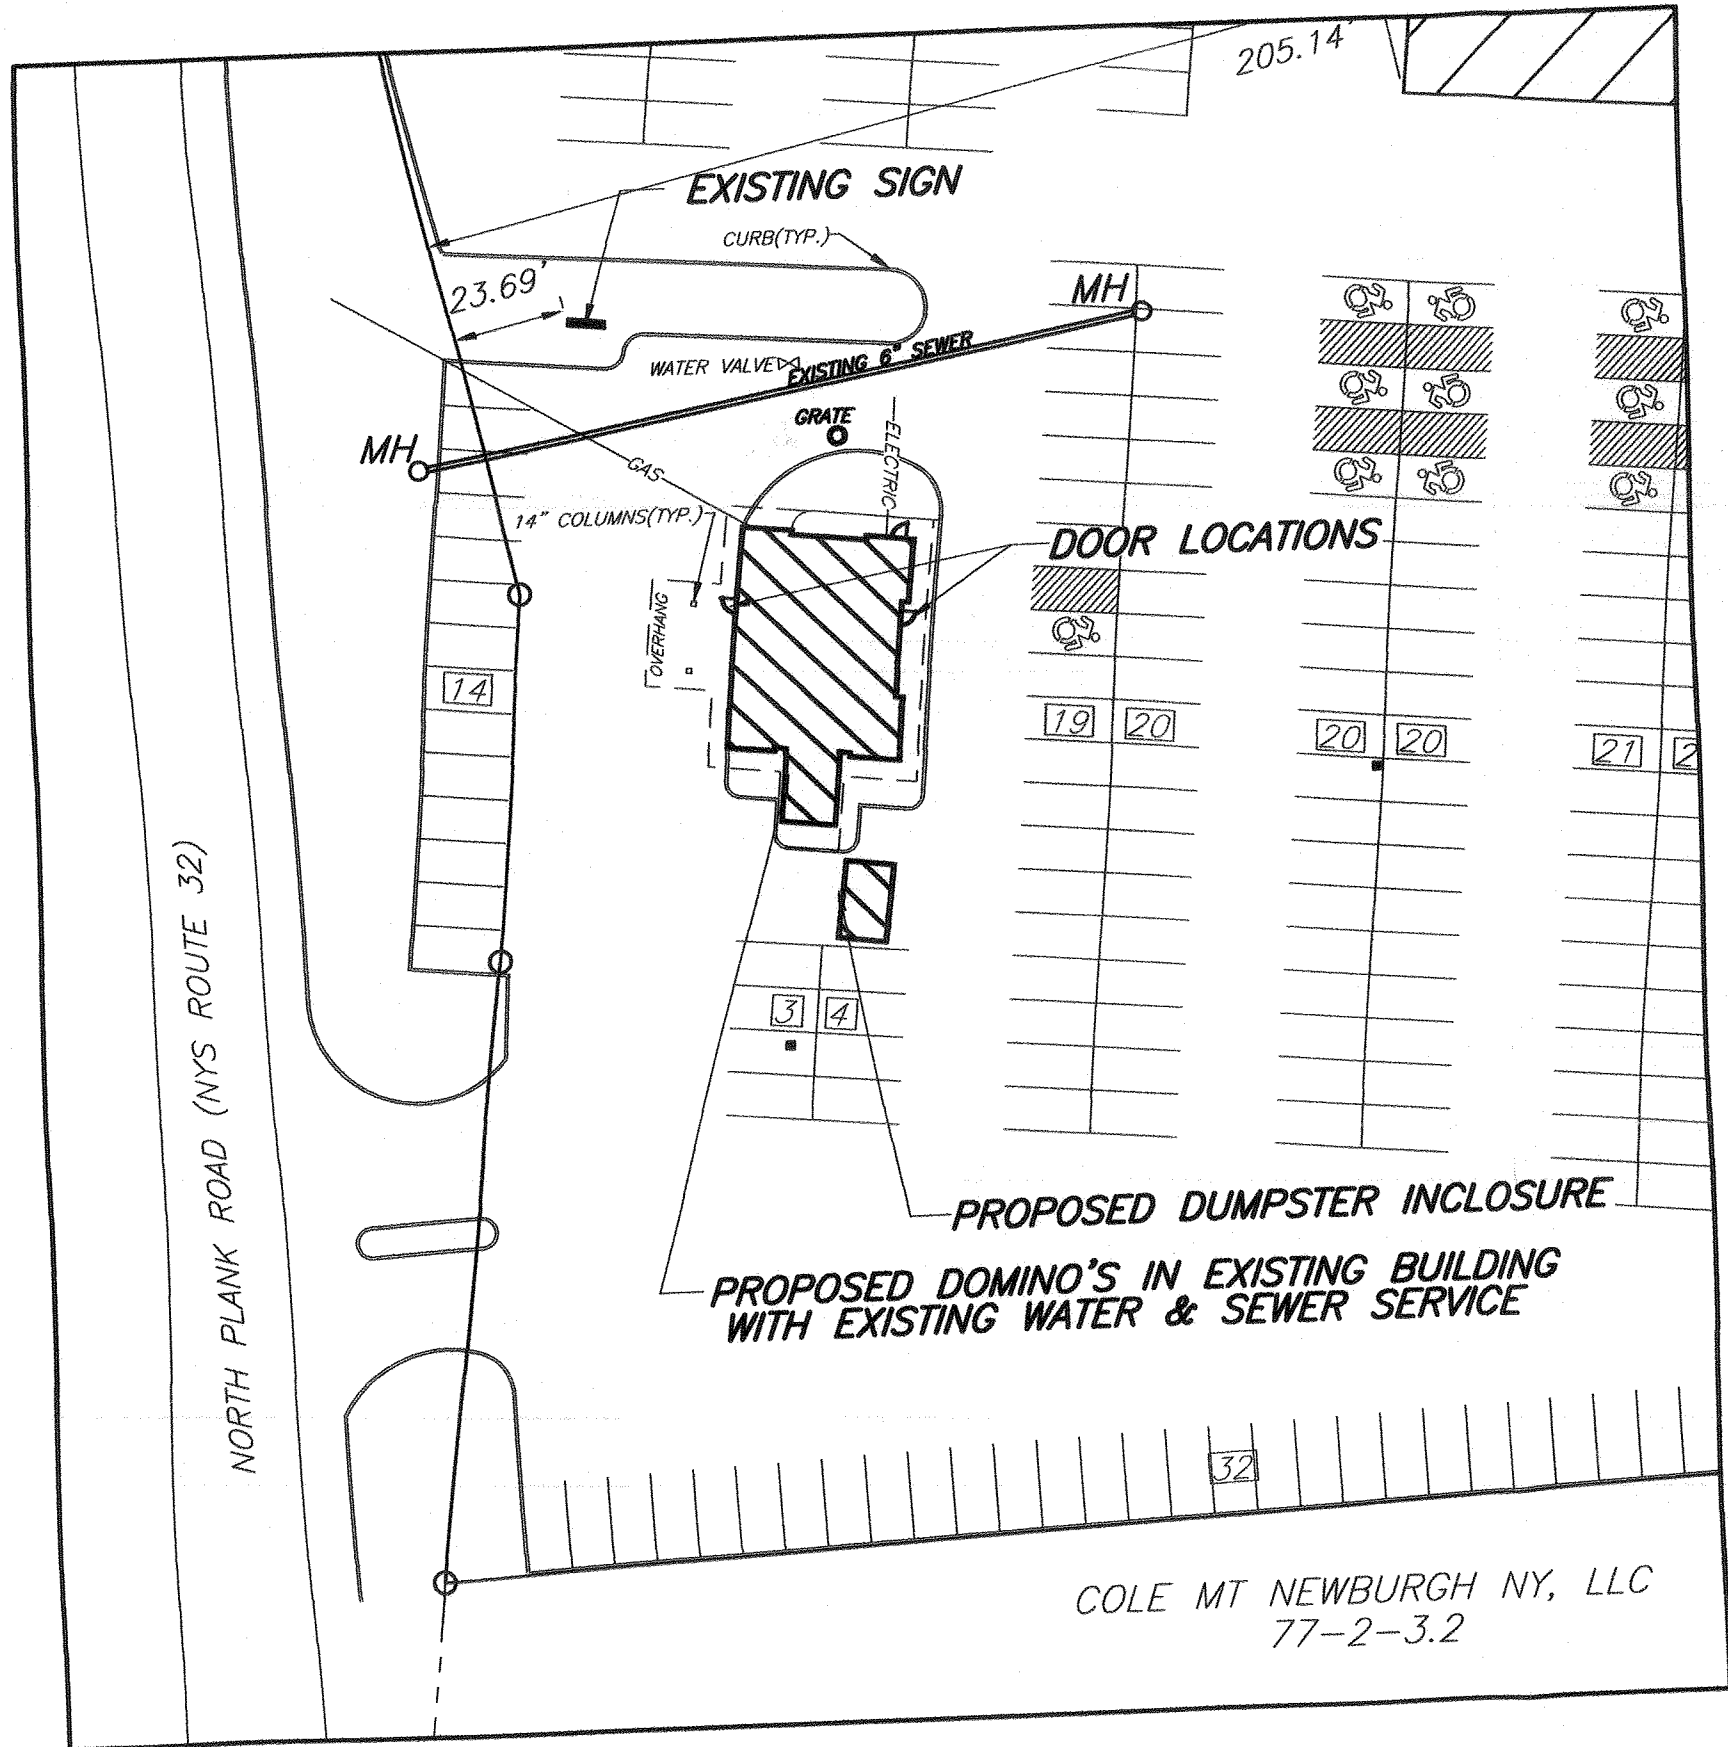 205.14'
EXISTING SIGN
CURB(TYP.)
23.69'
MH
WATER VALVE
EXISTING 6" SEWER
GRATE
MH
ELECTRIC
GAS
14" COLUMNS(TYP.)
DOOR LOCATIONS
OVERHANG
14
19
20
20
20
21
NORTH PLANK ROAD (NYS ROUTE 32)
3
4
PROPOSED DUMPSTER INCLOSURE
PROPOSED DOMINO'S IN EXISTING BUILDING
WITH EXISTING WATER & SEWER SERVICE
32
COLE MT NEWBURGH NY, LLC
77-2-3.2